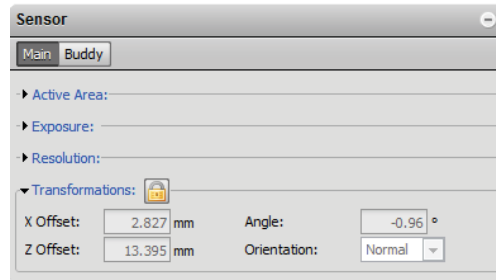 Sensor
Main Buddy
Active Area:
Exposure:
Resolution:
Transformations:
X Offset: 2.827 mm Angle: -0.96 °
Z Offset: 13.395 mm Orientation: Normal